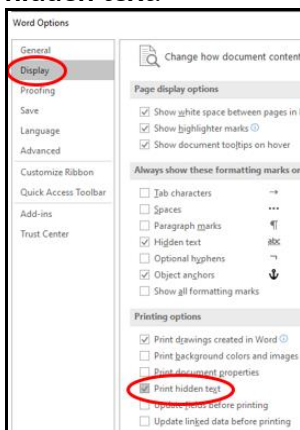 Word Options
General
Display
Proofing
Save
Language
Advanced
Customize Ribbon
Quick Access Toolbar
Add-ins
Trust Center
Change how document content
Page display options
Show white space between pages in
Show highlighter marks
Show document tooltips on hover
Always show these formatting marks on
Tab characters
Spaces
Paragraph marks
Hidden text abc
Optional hyphens
Object anchors
Show all formatting marks
Printing options
Print drawings created in Word
Print background colors and images
Print document properties
Print hidden text
Update fields before printing
Update linked data before printing